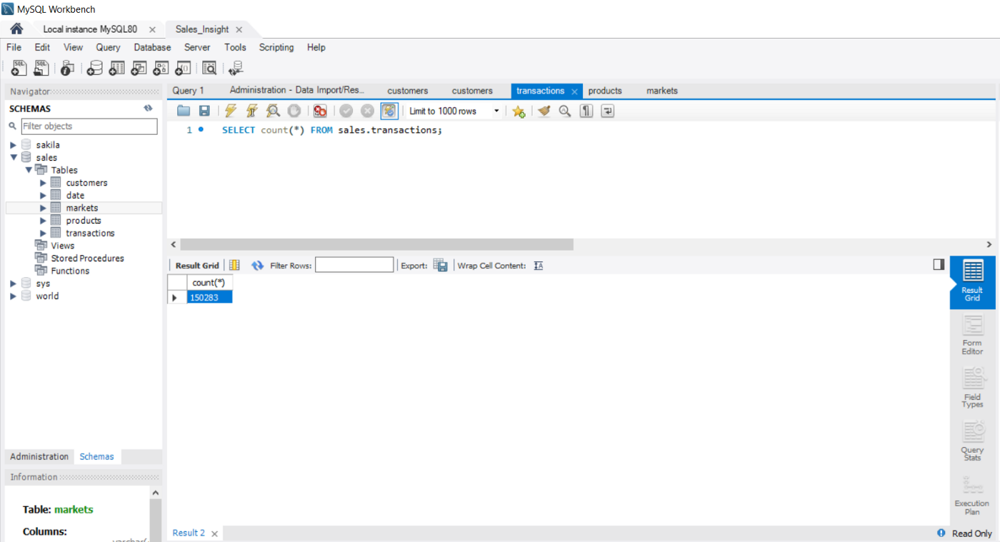 MySQL Workbench
Local instance MySQL80
Sales_Insight
File Edit View Query Database Server Tools Scripting Help
Navigator
SCHEMAS
Filter objects
sakila
sales
Tables
customers
date
markets
products
transactions
Views
Stored Procedures
Functions
sys
world
Administration Schemas
Information
Table: markets
Columns:
Query 1 Administration - Data Import/Res... customers customers transactions products markets
Limit to 1000 rows
1 SELECT count(*) FROM sales.transactions;
Result Grid Filter Rows: Export: Wrap Cell Content:
count(*)
150283
Result
Grid
Form
Editor
Field
Types
Query
Stats
Execution
Plan
Result 2
Read Only